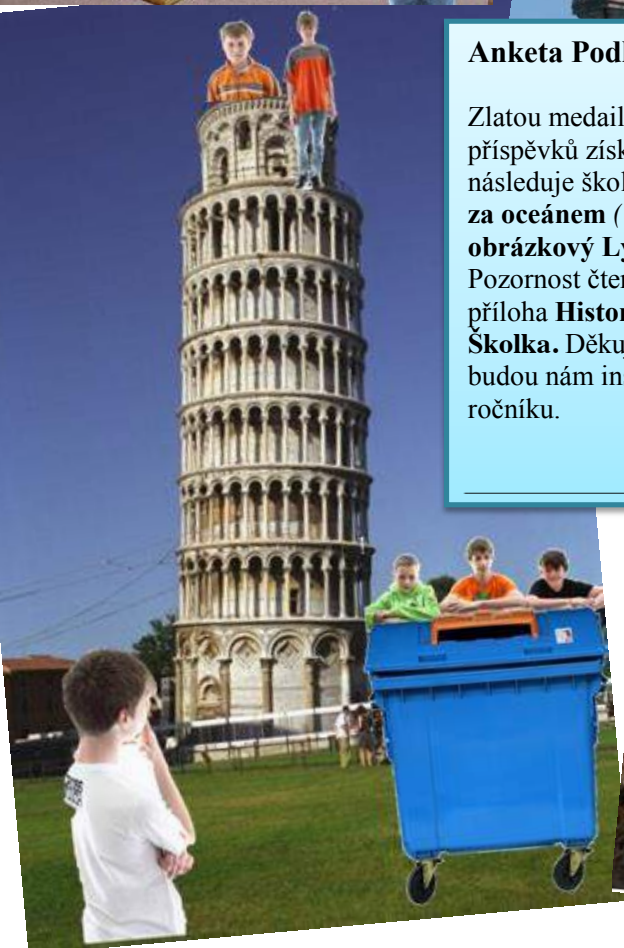 Anketa Podl
Zlatou medail
příspěvků získ
následuje škol
za oceánem (
obrázkový Ly
Pozornost čter
příloha Histor
Školka. Děku
budou nám in
ročníku.